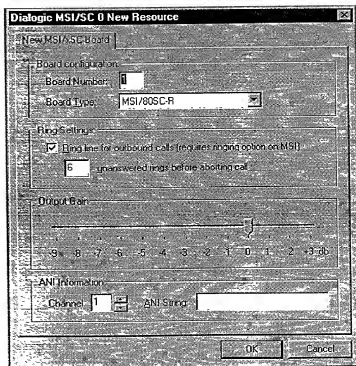 Dialogic MSI/SC 0 New Resource
New MSI/xSC Board
Board configuration:
Board Number: 1
Board Type: MSI/80SC-R
Ring Settings:
Ring line for outbound calls (requires ringing option on MSI)
6 unanswered rings before aborting call
Output Gain
-9 -8 -7 -6 -5 -4 -3 -2 -1 0 +1 +2 +3 db
ANI Information:
Channel 1 ANI String:
OK Cancel